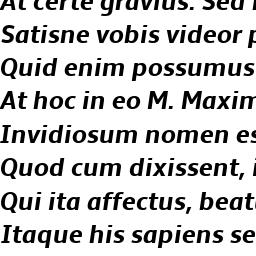 At certe gravius. Sed
Satisne vobis videor p
Quid enim possumus
At hoc in eo M. Maxim
Invidiosum nomen es
Quod cum dixissent, i
Qui ita affectus, beat
Itaque his sapiens se